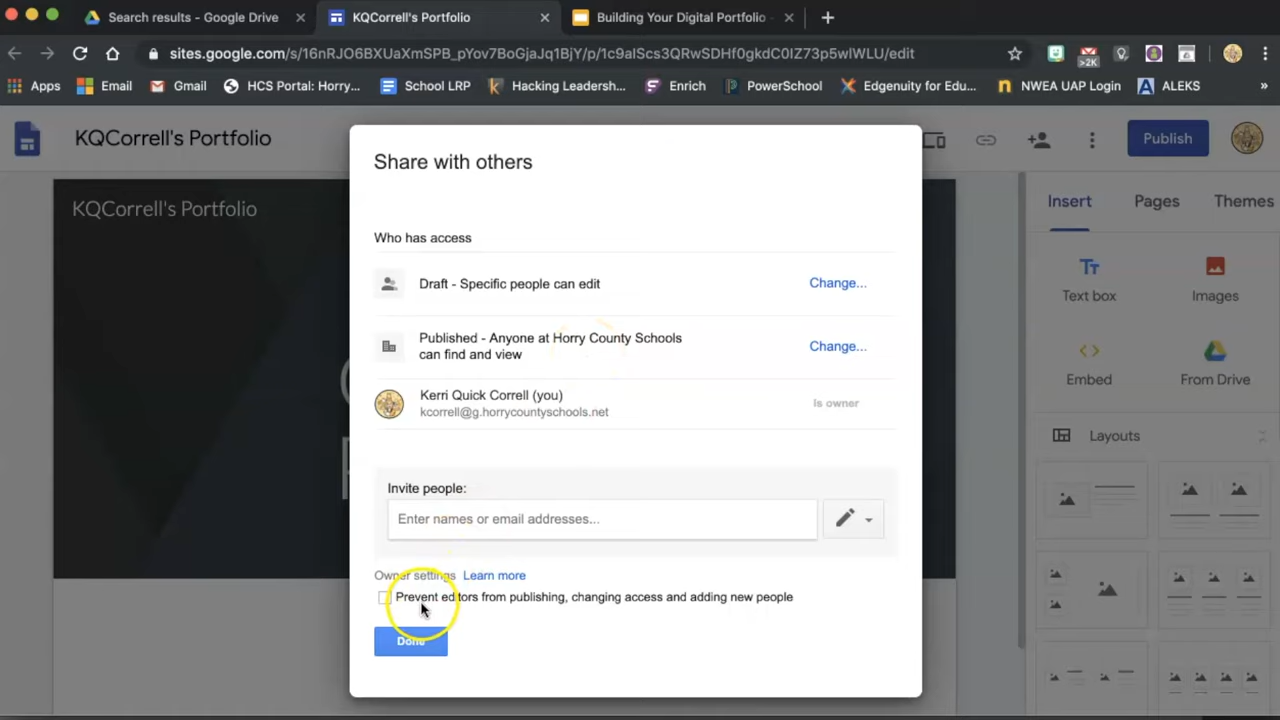 Search results - Google Drive
KQCorrell's Portfolio
Building Your Digital Portfolio
sites.google.com/s/16nRJO6BXUaXmSPB_pYov7BoGjaJq1BjY/p/1c9aIScs3QRwSDHf0gkdC0IZ73p5wlWLU/edit
>2K
Apps
Email
Gmail
HCS Portal: Horry...
School LRP
Hacking Leadersh...
Enrich
PowerSchool
Edgenuity for Edu...
NWEA UAP Login
ALEKS
»
KQCorrell's Portfolio
Publish
KQCorrell's Portfolio
Share with others
Who has access
Draft - Specific people can edit
Change...
Published - Anyone at Horry County Schools
can find and view
Change...
Kerri Quick Correll (you)
kcorrell@g.horrycountyschools.net
Is owner
Invite people:
Enter names or email addresses...
Owner settings Learn more
Prevent editors from publishing, changing access and adding new people
Done
Insert
Pages
Themes
Tт
Text box
Images
Embed
From Drive
Layouts